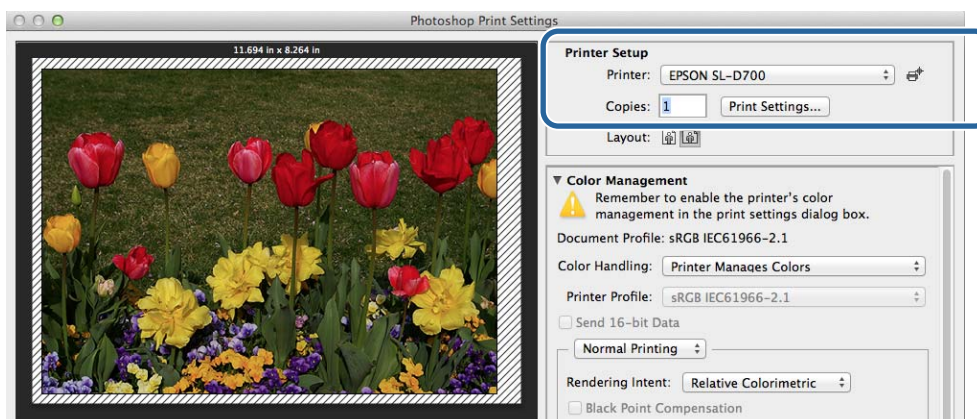 Photoshop Print Settings
11.694 in x 8.264 in
Printer Setup
Printer: EPSON SL-D700
Copies: 1 Print Settings...
Layout:
Color Management
Remember to enable the printer's color
management in the print settings dialog box.
Document Profile: sRGB IEC61966-2.1
Color Handling: Printer Manages Colors
Printer Profile: sRGB IEC61966-2.1
Send 16-bit Data
Normal Printing
Rendering Intent: Relative Colorimetric
Black Point Compensation